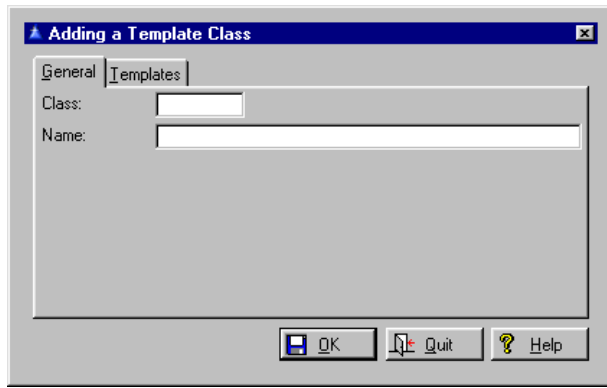 Adding a Template Class
General Templates
Class:
Name:
OK Quit Help